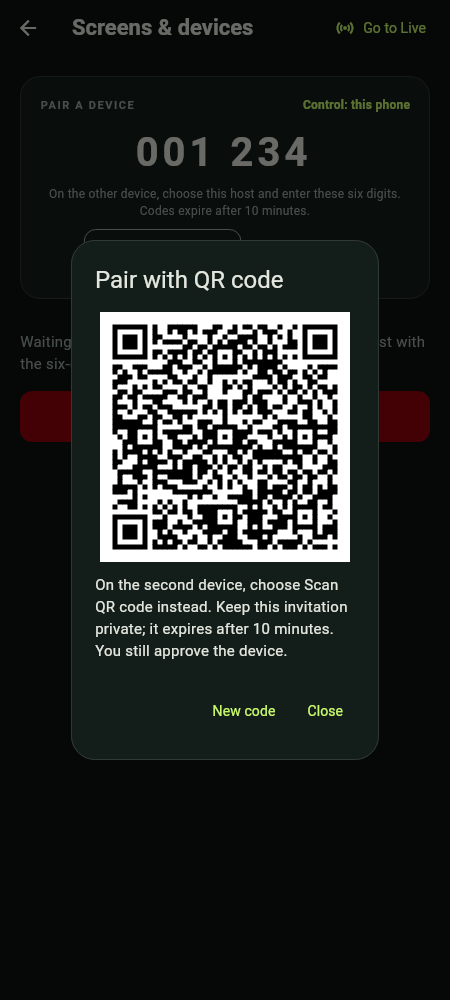 Screens & devices
Go to Live
PAIR A DEVICE
Control: this phone
001 234
On the other device, choose this host and enter these six digits.
Codes expire after 10 minutes.
Pair with QR code
Waiting
st with
the six-
On the second device, choose Scan
QR code instead. Keep this invitation
private; it expires after 10 minutes.
You still approve the device.
New code
Close